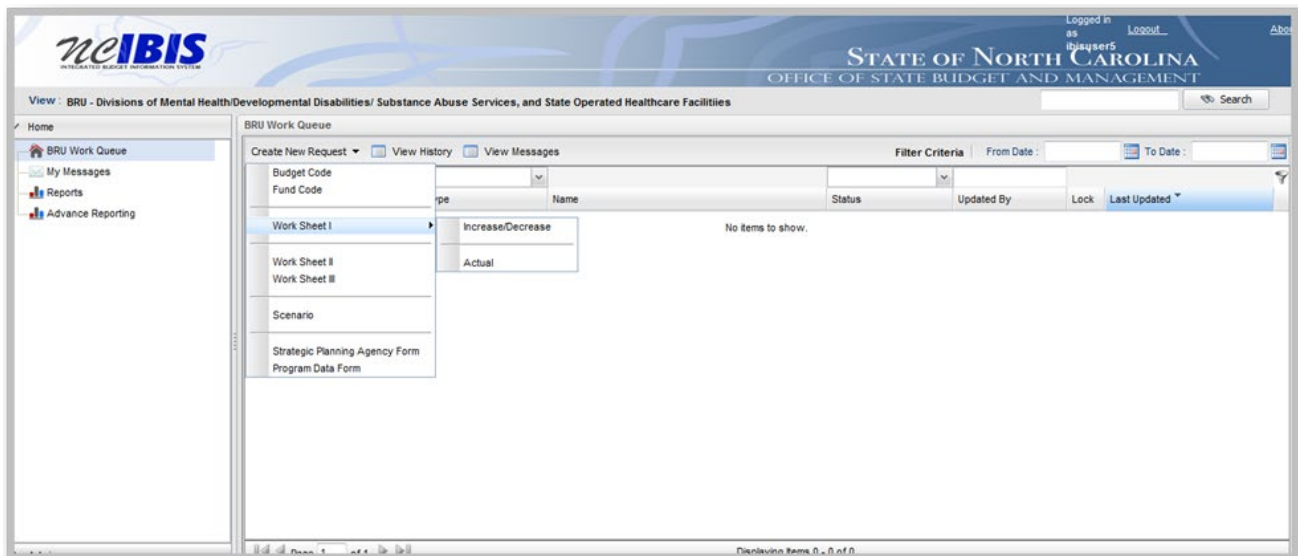 ncIBIS
INTEGRATED BUDGET INFORMATION SYSTEM
Logged in
as
ibisuser5
Logout
STATE OF NORTH CAROLINA
OFFICE OF STATE BUDGET AND MANAGEMENT
View : BRU - Divisions of Mental Health/Developmental Disabilities/ Substance Abuse Services, and State Operated Healthcare Facilitiies
Search
Home
BRU Work Queue
My Messages
Reports
Advance Reporting
BRU Work Queue
Create New Request View History View Messages Filter Criteria From Date : To Date :
Name Status Updated By Lock Last Updated
No items to show.
Budget Code
Fund Code
Work Sheet I
Increase/Decrease
Actual
Work Sheet II
Work Sheet III
Scenario
Strategic Planning Agency Form
Program Data Form
Page 1 of 1 Displaying Items 0 - 0 of 0